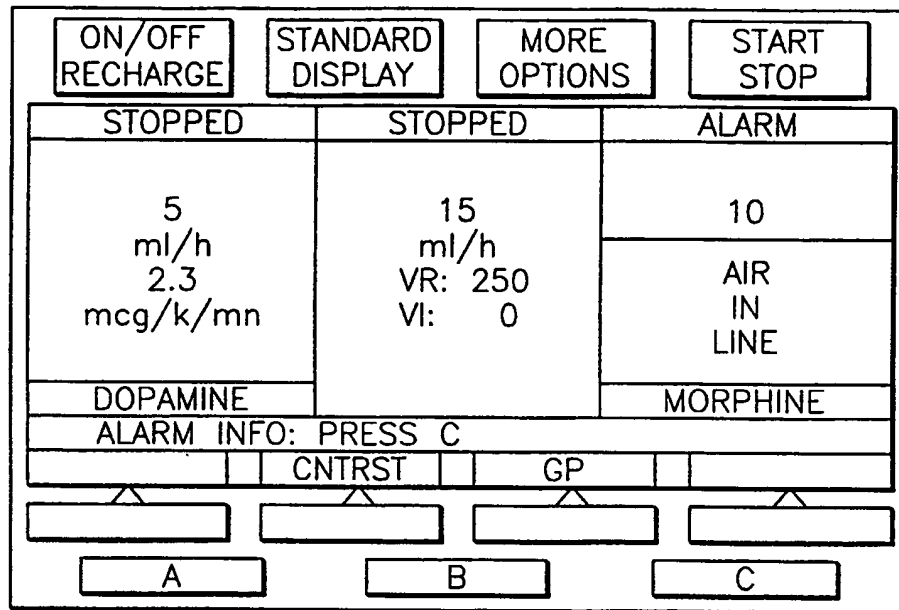 ON/OFF
RECHARGE
STANDARD
DISPLAY
MORE
OPTIONS
START
STOP
STOPPED
5
ml/h
2.3
mcg/k/mn
DOPAMINE
STOPPED
15
ml/h
VR: 250
VI: 0
ALARM
10
AIR
IN
LINE
MORPHINE
ALARM INFO: PRESS C
CNTRST
GP
A
B
C